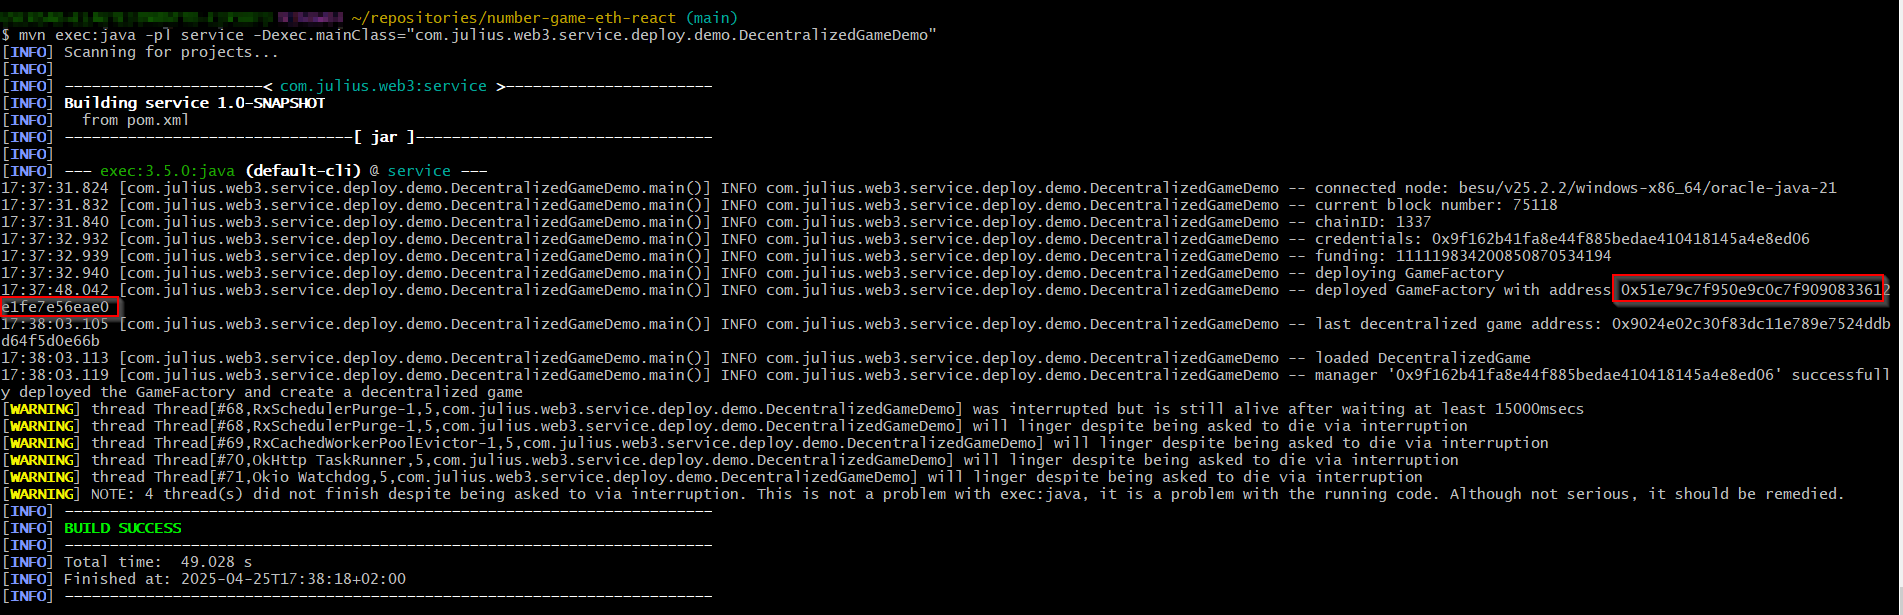 ~/repositories/number-game-eth-react (main)
$ mvn exec:java -pl service -Dexec.mainClass="com.julius.web3.service.deploy.demo.DecentralizedGameDemo"
[INFO] Scanning for projects...
[INFO]
[INFO] ----------------------< com.julius.web3:service >-----------------------
[INFO] Building service 1.0-SNAPSHOT
[INFO]   from pom.xml
[INFO] --------------------------------[ jar ]---------------------------------
[INFO]
[INFO] --- exec:3.5.0:java (default-cli) @ service ---
17:37:31.824 [com.julius.web3.service.deploy.demo.DecentralizedGameDemo.main()] INFO com.julius.web3.service.deploy.demo.DecentralizedGameDemo -- connected node: besu/v25.2.2/windows-x86_64/oracle-java-21
17:37:31.832 [com.julius.web3.service.deploy.demo.DecentralizedGameDemo.main()] INFO com.julius.web3.service.deploy.demo.DecentralizedGameDemo -- current block number: 75118
17:37:31.840 [com.julius.web3.service.deploy.demo.DecentralizedGameDemo.main()] INFO com.julius.web3.service.deploy.demo.DecentralizedGameDemo -- chainID: 1337
17:37:32.932 [com.julius.web3.service.deploy.demo.DecentralizedGameDemo.main()] INFO com.julius.web3.service.deploy.demo.DecentralizedGameDemo -- credentials: 0x9f162b41fa8e44f885bedae410418145a4e8ed06
17:37:32.939 [com.julius.web3.service.deploy.demo.DecentralizedGameDemo.main()] INFO com.julius.web3.service.deploy.demo.DecentralizedGameDemo -- funding: 111119834200850870534194
17:37:32.940 [com.julius.web3.service.deploy.demo.DecentralizedGameDemo.main()] INFO com.julius.web3.service.deploy.demo.DecentralizedGameDemo -- deploying GameFactory
17:37:48.042 [com.julius.web3.service.deploy.demo.DecentralizedGameDemo.main()] INFO com.julius.web3.service.deploy.demo.DecentralizedGameDemo -- deployed GameFactory with address 0x51e79c7f950e9c0c7f9090833612
e1fe7e56eae0
17:38:03.105 [com.julius.web3.service.deploy.demo.DecentralizedGameDemo.main()] INFO com.julius.web3.service.deploy.demo.DecentralizedGameDemo -- last decentralized game address: 0x9024e02c30f83dc11e789e7524ddb
d64f5d0e66b
17:38:03.113 [com.julius.web3.service.deploy.demo.DecentralizedGameDemo.main()] INFO com.julius.web3.service.deploy.demo.DecentralizedGameDemo -- loaded DecentralizedGame
17:38:03.119 [com.julius.web3.service.deploy.demo.DecentralizedGameDemo.main()] INFO com.julius.web3.service.deploy.demo.DecentralizedGameDemo -- manager '0x9f162b41fa8e44f885bedae410418145a4e8ed06' successfull
y deployed the GameFactory and create a decentralized game
[WARNING] thread Thread[#68,RxSchedulerPurge-1,5,com.julius.web3.service.deploy.demo.DecentralizedGameDemo] was interrupted but is still alive after waiting at least 15000msecs
[WARNING] thread Thread[#68,RxSchedulerPurge-1,5,com.julius.web3.service.deploy.demo.DecentralizedGameDemo] will linger despite being asked to die via interruption
[WARNING] thread Thread[#69,RxCachedWorkerPoolEvictor-1,5,com.julius.web3.service.deploy.demo.DecentralizedGameDemo] will linger despite being asked to die via interruption
[WARNING] thread Thread[#70,OkHttp TaskRunner,5,com.julius.web3.service.deploy.demo.DecentralizedGameDemo] will linger despite being asked to die via interruption
[WARNING] thread Thread[#71,Okio Watchdog,5,com.julius.web3.service.deploy.demo.DecentralizedGameDemo] will linger despite being asked to die via interruption
[WARNING] NOTE: 4 thread(s) did not finish despite being asked to via interruption. This is not a problem with exec:java, it is a problem with the running code. Although not serious, it should be remedied.
[INFO] ------------------------------------------------------------------------
[INFO] BUILD SUCCESS
[INFO] ------------------------------------------------------------------------
[INFO] Total time:  49.028 s
[INFO] Finished at: 2025-04-25T17:38:18+02:00
[INFO] ------------------------------------------------------------------------